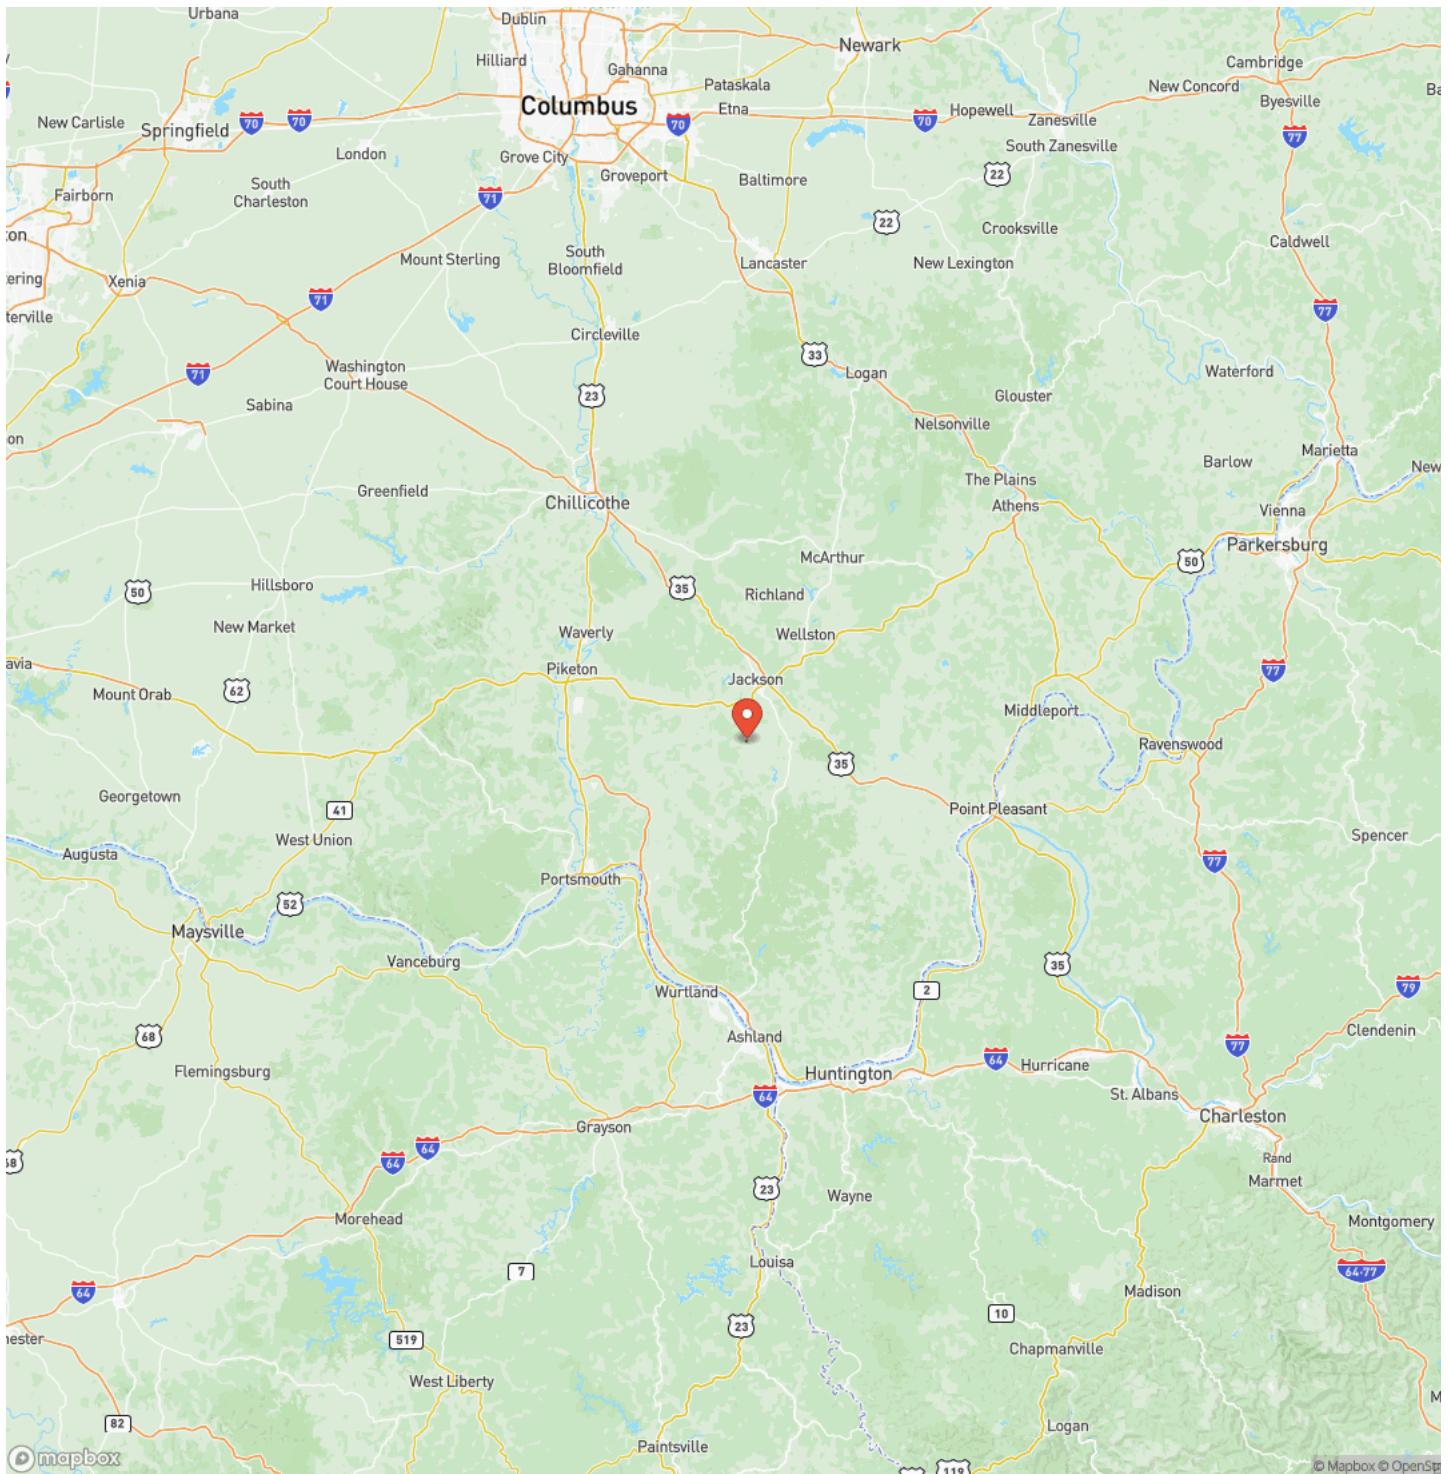 Urbana
Dublin
Newark
Hilliard
Gahanna
Cambridge
Pataskala
New Concord
Columbus
Etna
Hopewell
Byesville
New Carlisle
Springfield
70
70
70
70
Zanesville
77
London
Grove City
South Zanesville
Groveport
Baltimore
22
Fairborn
South
Charleston
71
22
Crooksville
Caldwell
Mount Sterling
South
Bloomfield
Lancaster
New Lexington
Xenia
71
77
Circleville
33
Washington
Court House
71
Logan
Waterford
23
Glouster
Sabina
Nelsonville
Marietta
Barlow
Greenfield
The Plains
Chillicothe
Athens
Vienna
Parkersburg
McArthur
50
Hillsboro
50
35
Richland
New Market
Waverly
Wellston
Piketon
Jackson
77
Mount Orab
62
Middleport
Ravenswood
35
Georgetown
41
Point Pleasant
West Union
Spencer
Augusta
77
Portsmouth
52
Maysville
Vanceburg
35
Wurtland
2
79
68
Ashland
77
Clendenin
Flemingsburg
Huntington
64
Hurricane
64
St. Albans
Charleston
Grayson
64
64
Rand
Marmet
23
Wayne
Morehead
Montgomery
Louisa
7
64-77
64
Madison
10
23
519
Chapmanville
West Liberty
82
Logan
Paintsville
mapbox
© Mapbox © OpenStr
119